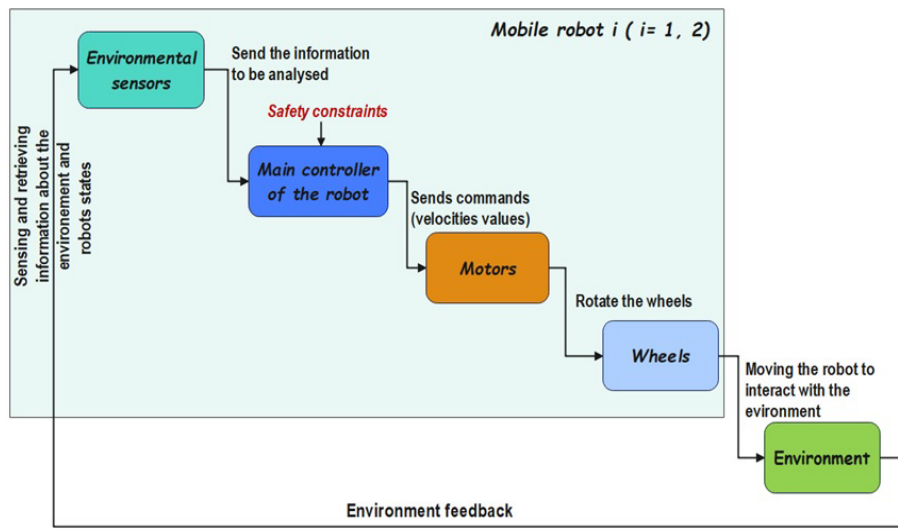 Mobile robot i ( i= 1, 2)
Environmental
sensors
Send the information
to be analysed
Safety constraints
Main controller
of the robot
Sends commands
(velocities values)
Motors
Rotate the wheels
Wheels
Moving the robot to
interact with the
evironment
Environment
Environment feedback
Sensing and retrieving
information about the
environement and
robots states